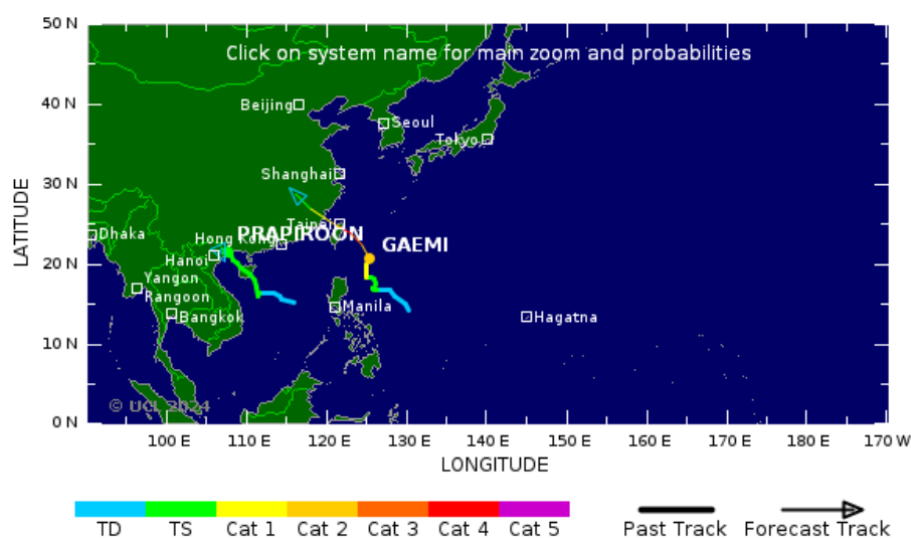 50 N
Click on system name for main zoom and probabilities
40 N
Beijing
Seoul
Tokyo
Shanghai
30 N
Taipei
Dhaka
PRAPIROON
GAEMI
Hong Kong
Hanoi
20 N
Yangon
Rangoon
Manila
Bangkok
Hagatna
10 N
© UCL 2024
0 N
LATITUDE
100 E 110 E 120 E 130 E 140 E 150 E 160 E 170 E 180 E 170 W
LONGITUDE
TD TS Cat 1 Cat 2 Cat 3 Cat 4 Cat 5 Past Track Forecast Track